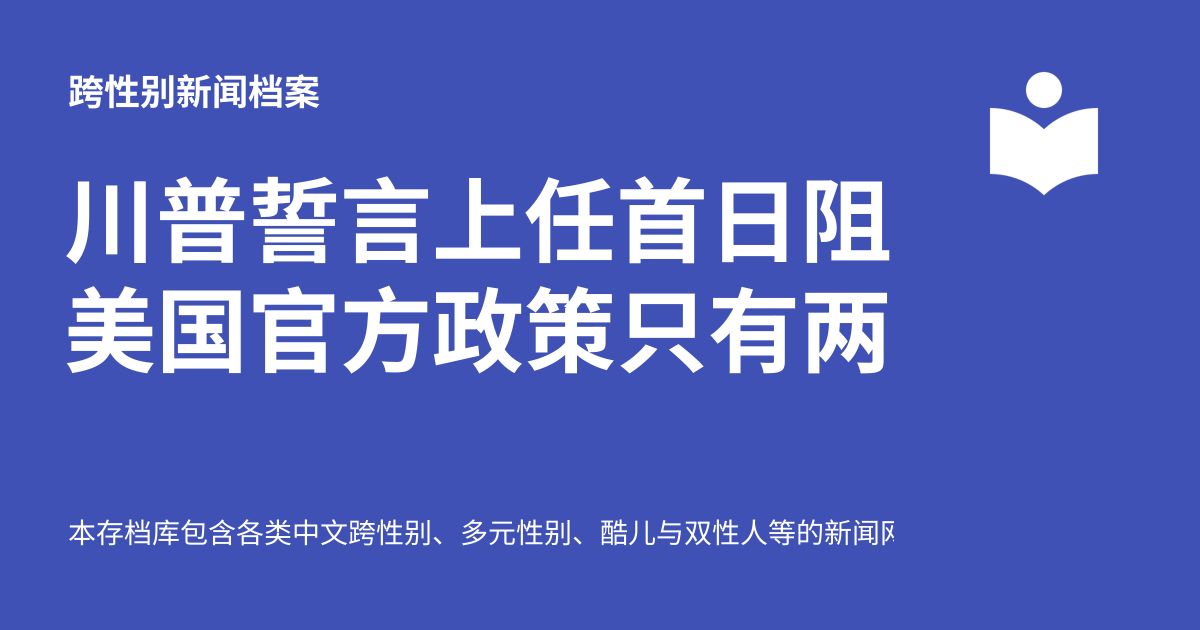 跨性别新闻档案
川普誓言上任首日阻
美国官方政策只有两
本存档库包含各类中文跨性别、多元性别、酷儿与双性人等的新闻网